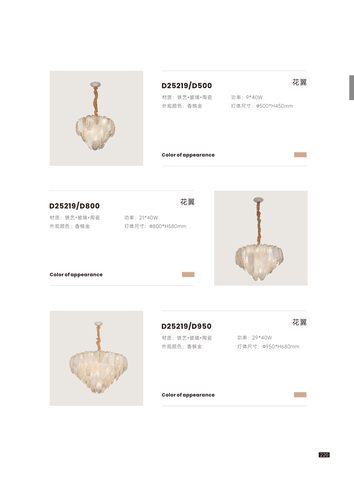 D25219/D500
花翼
材质：铁艺+玻璃+陶瓷
功率：9*40W
外观颜色：香槟金
灯体尺寸：Φ500*H450mm
Color of appearance
D25219/D800
花翼
材质：铁艺+玻璃+陶瓷
功率：21*40W
外观颜色：香槟金
灯体尺寸：Φ800*H580mm
Color of appearance
D25219/D950
花翼
材质：铁艺+玻璃+陶瓷
功率：29*40W
外观颜色：香槟金
灯体尺寸：Φ950*H680mm
Color of appearance
220